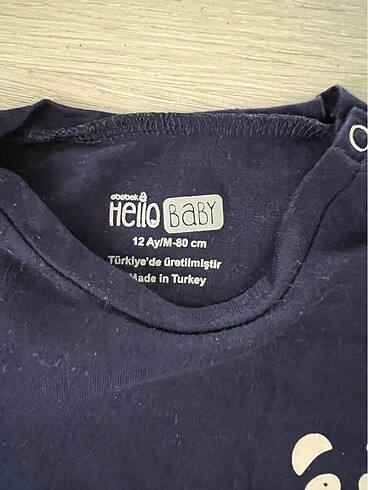 ebebek
Hello BABY
12 Ay/M-80 cm
Türkiye'de üretilmiştir
Made in Turkey